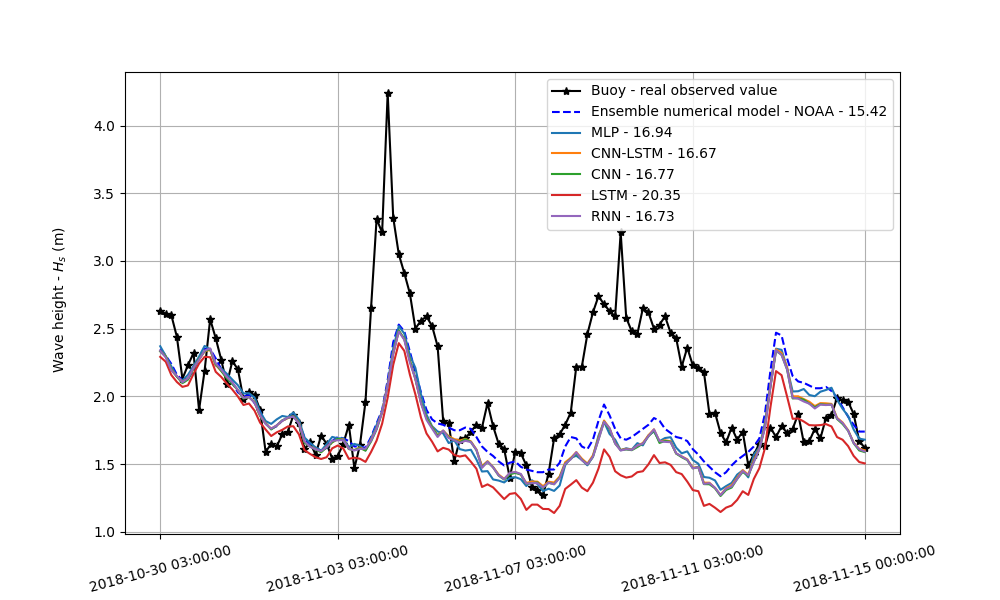 Buoy - real observed value
Ensemble numerical model - NOAA - 15.42
MLP - 16.94
CNN-LSTM - 16.67
CNN - 16.77
LSTM - 20.35
RNN - 16.73
Wave height - Hₛ (m)
4.0
3.5
3.0
2.5
2.0
1.5
1.0
2018-10-30 03:00:00
2018-11-03 03:00:00
2018-11-07 03:00:00
2018-11-11 03:00:00
2018-11-15 00:00:00